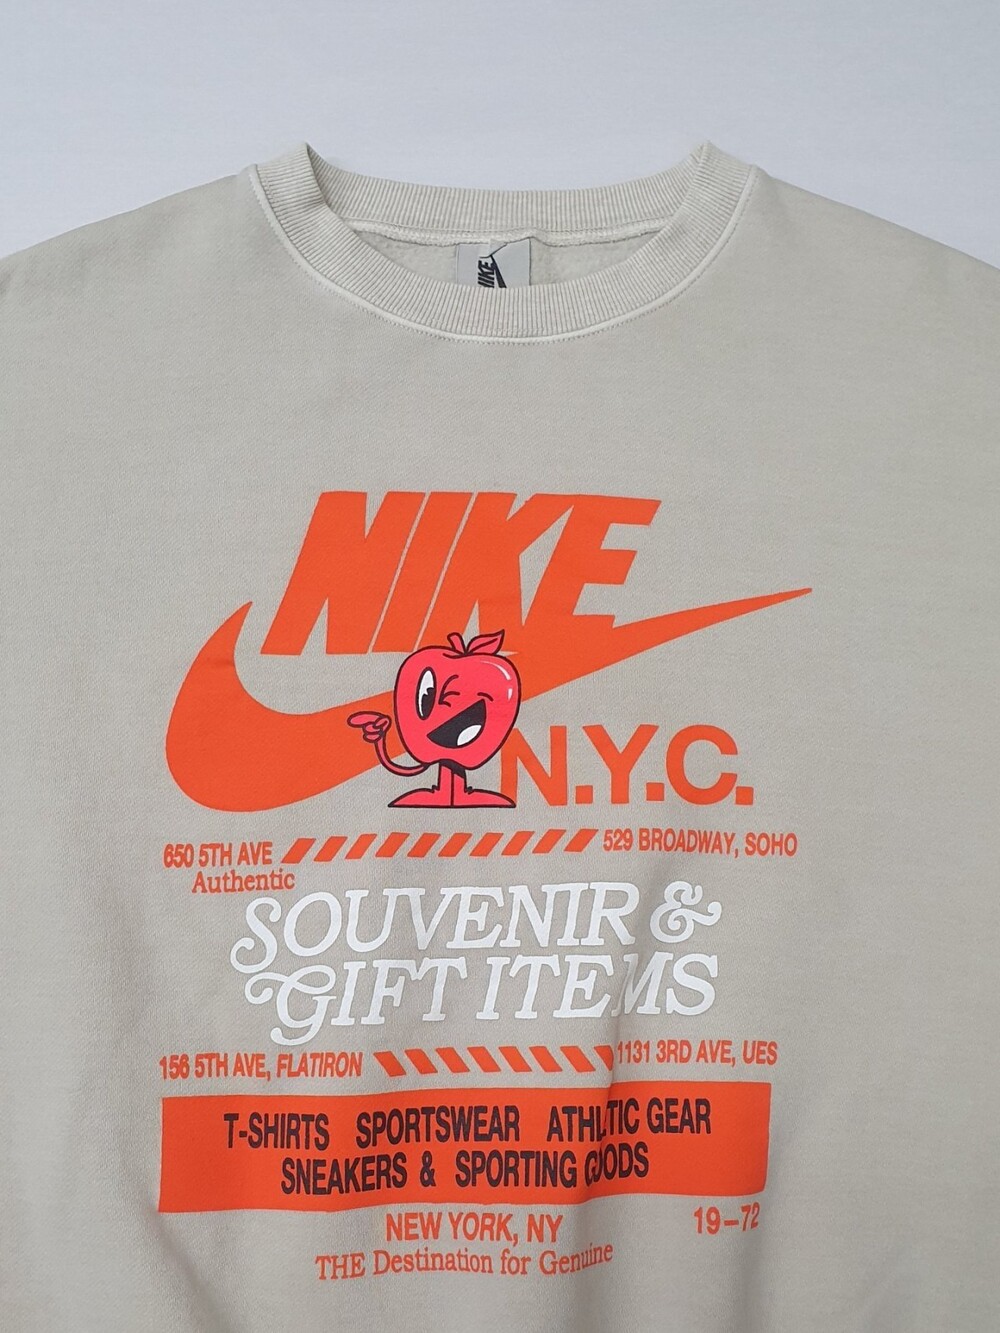 NIKE
NIKE
N.Y.C.
650 5TH AVE
529 BROADWAY, SOHO
Authentic
SOUVENIR &
GIFT ITEMS
156 5TH AVE, FLATIRON
1131 3RD AVE, UES
T-SHIRTS SPORTSWEAR ATHLETIC GEAR
SNEAKERS & SPORTING GOODS
NEW YORK, NY
19-72
THE Destination for Genuine